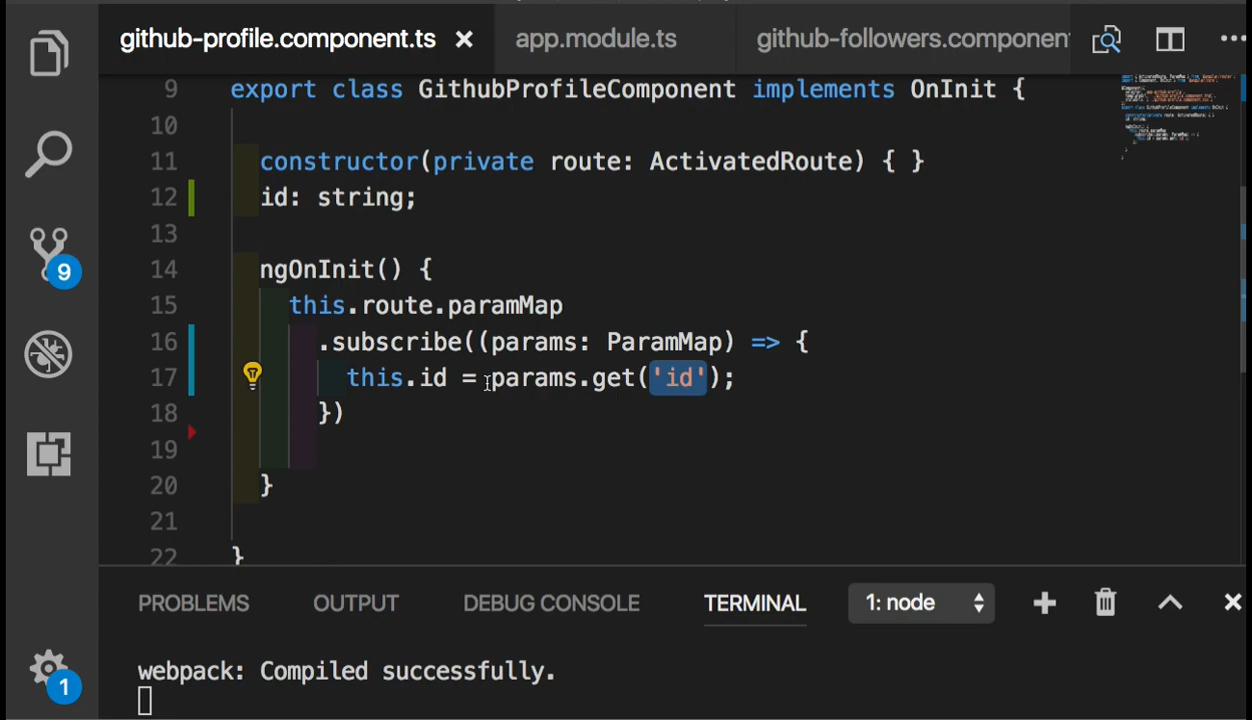 github-profile.component.ts
app.module.ts
github-followers.component
9 export class GithubProfileComponent implements OnInit {
10
11 constructor(private route: ActivatedRoute) { }
12 id: string;
13
14 ngOnInit() {
15 this.route.paramMap
16 .subscribe((params: ParamMap) => {
17 this.id = params.get('id');
18 })
19
20 }
21
22 }
9
1
PROBLEMS OUTPUT DEBUG CONSOLE TERMINAL 1: node
webpack: Compiled successfully.